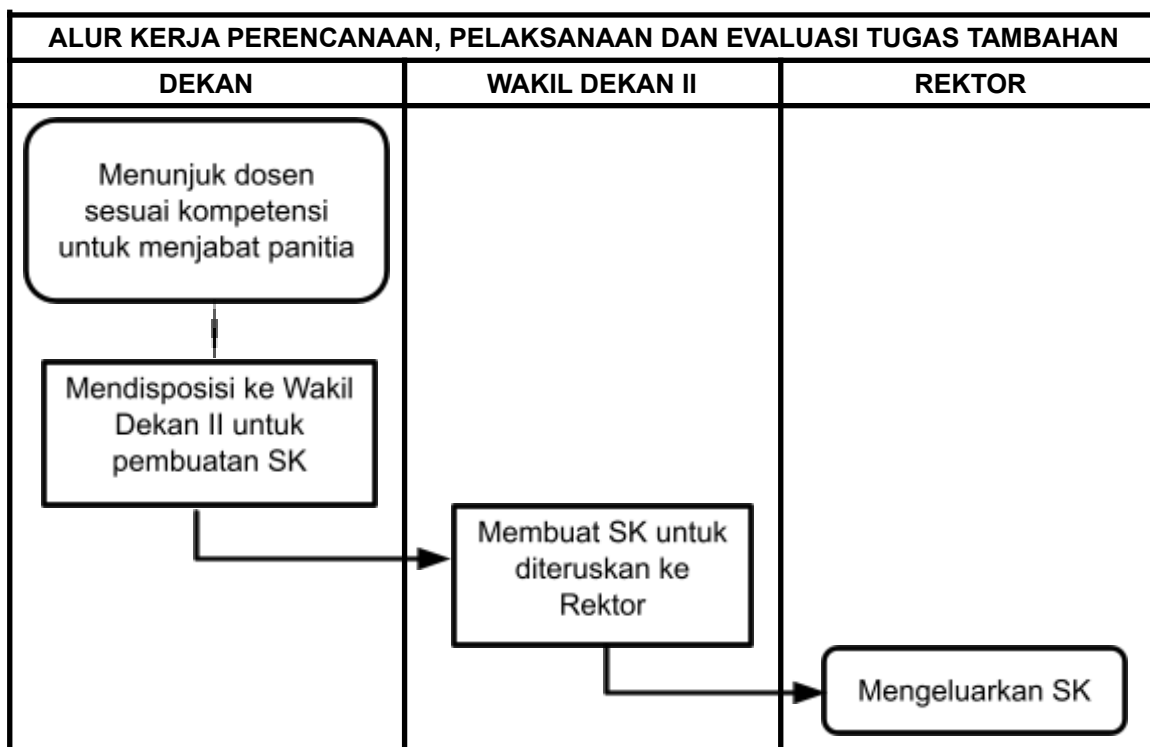 ALUR KERJA PERENCANAAN, PELAKSANAAN DAN EVALUASI TUGAS TAMBAHAN
DEKAN
WAKIL DEKAN II
REKTOR
Menunjuk dosen
sesuai kompetensi
untuk menjabat panitia
Mendisposisi ke Wakil
Dekan II untuk
pembuatan SK
Membuat SK untuk
diteruskan ke
Rektor
Mengeluarkan SK